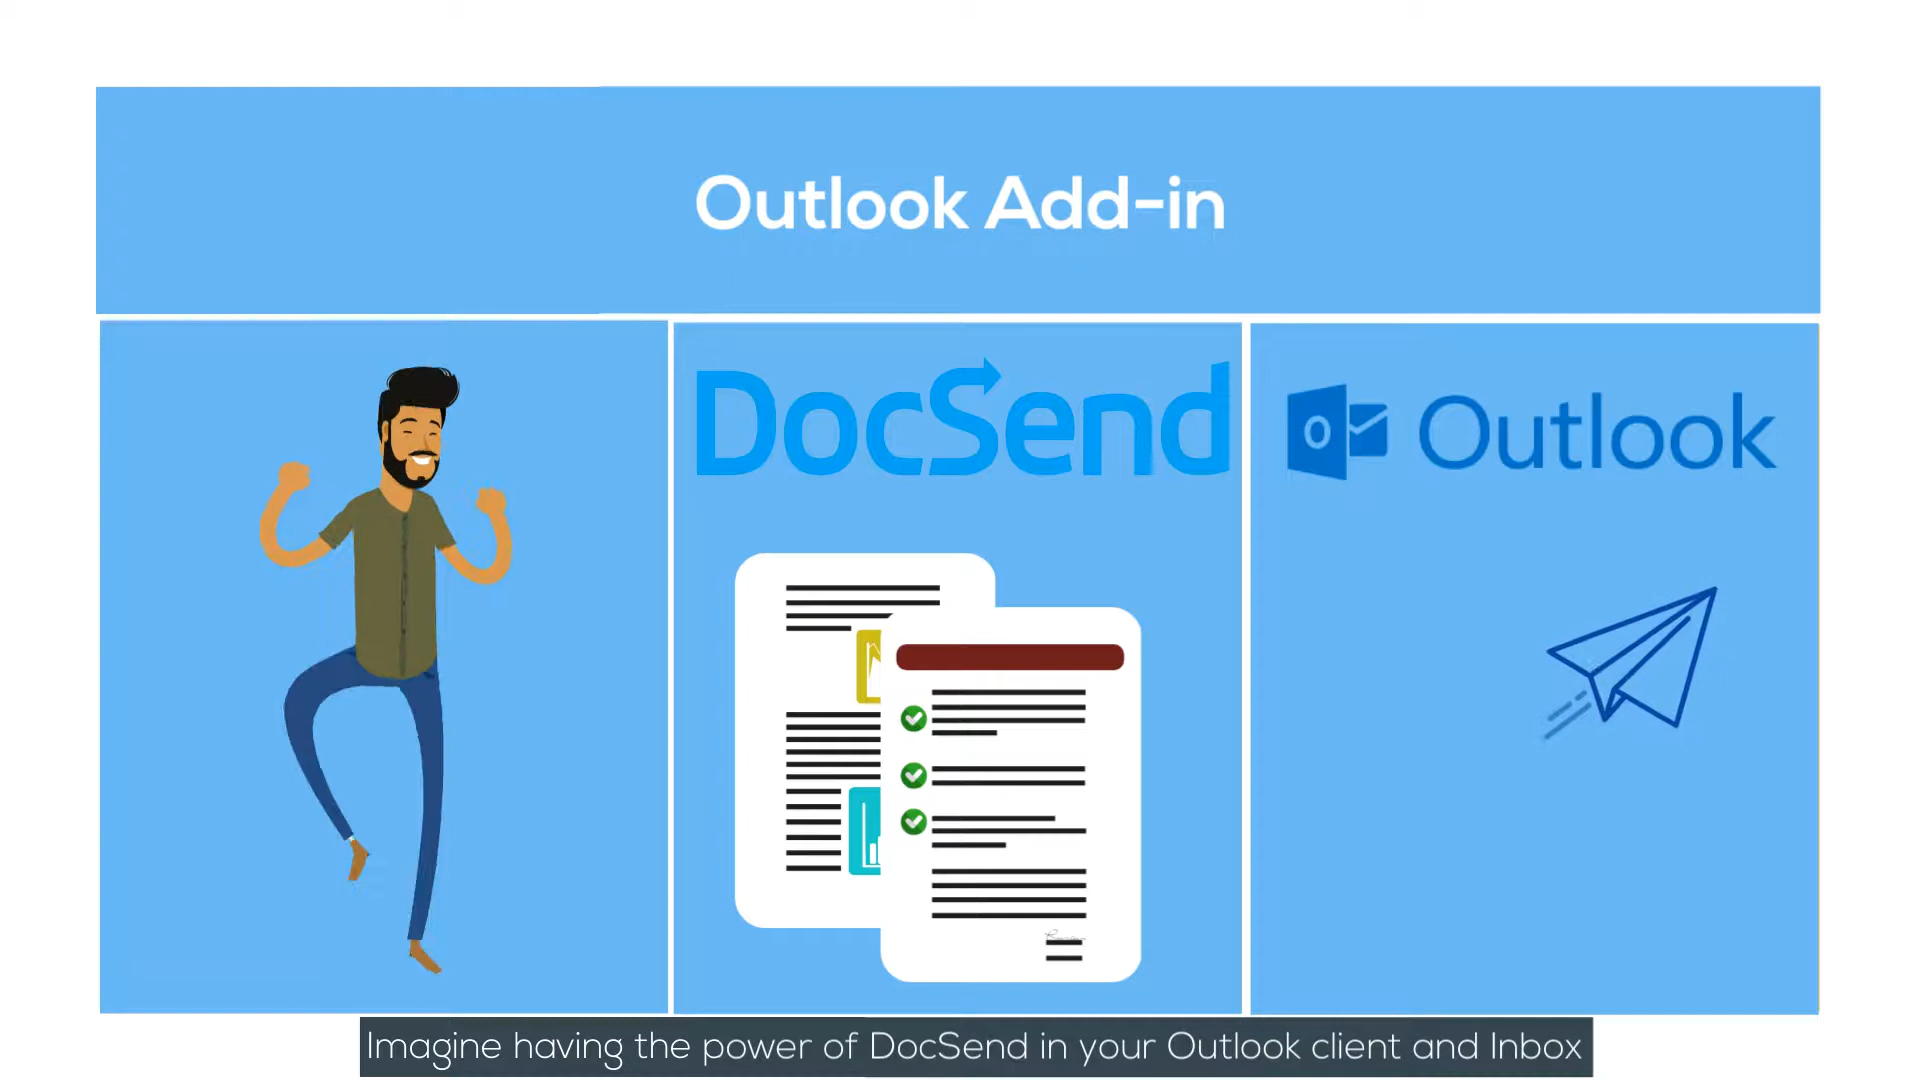 Outlook Add-in
DocSend
Outlook
Imagine having the power of DocSend in your Outlook client and Inbox